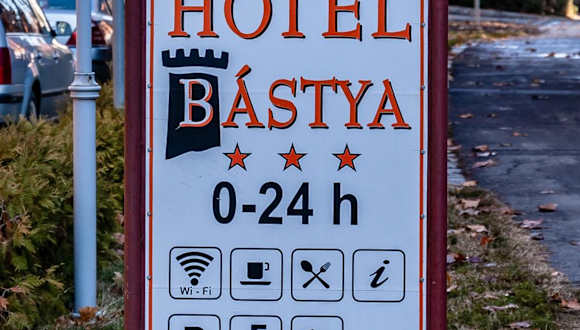 HOTEL
BÁSTYA
0-24 h
Wi - Fi
i